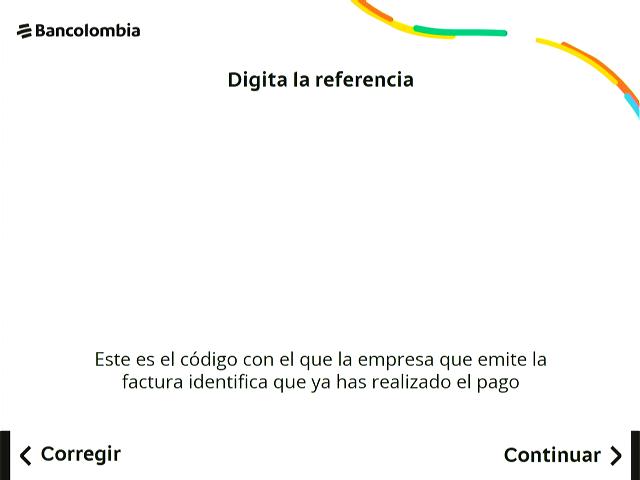 Bancolombia
Digita la referencia
Este es el código con el que la empresa que emite la
factura identifica que ya has realizado el pago
Corregir
Continuar